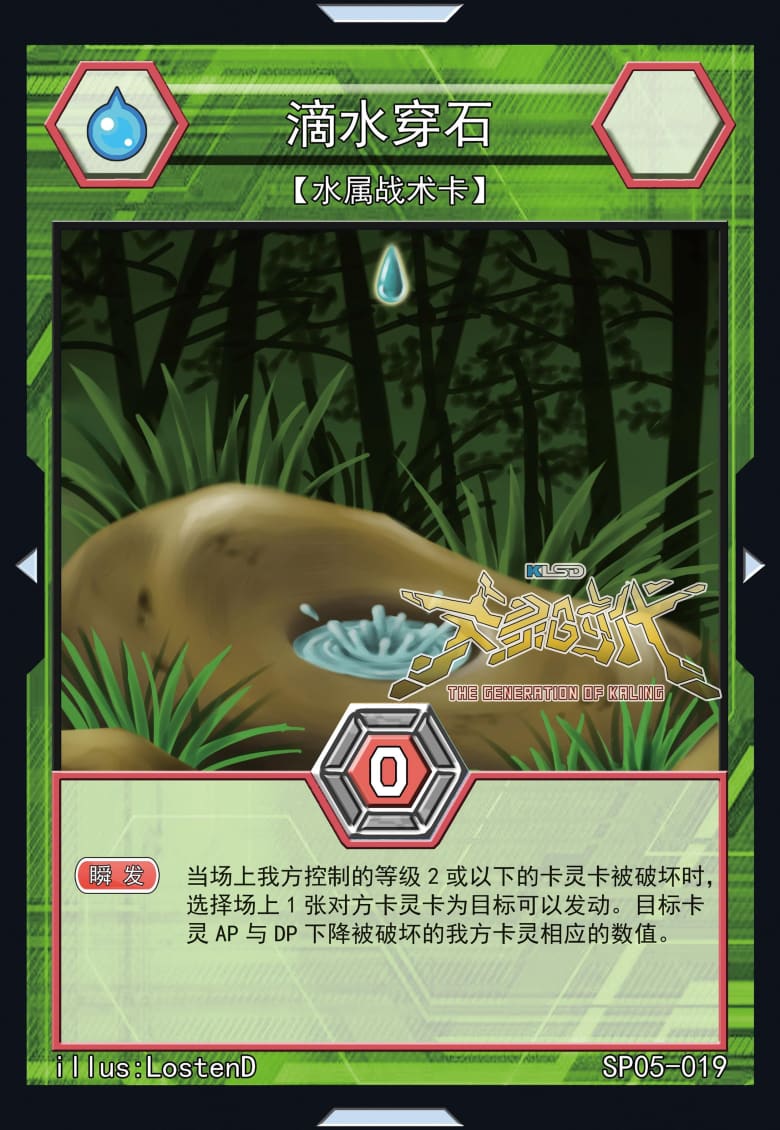 滴水穿石
【水属战术卡】
KLSD
卡灵时代
THE GENERATION OF KALING
0
瞬发
当场上我方控制的等级2或以下的卡灵卡被破坏时，
选择场上1张对方卡灵卡为目标可以发动。目标卡
灵AP与DP下降被破坏的我方卡灵相应的数值。
illus:LostenD
SP05-019